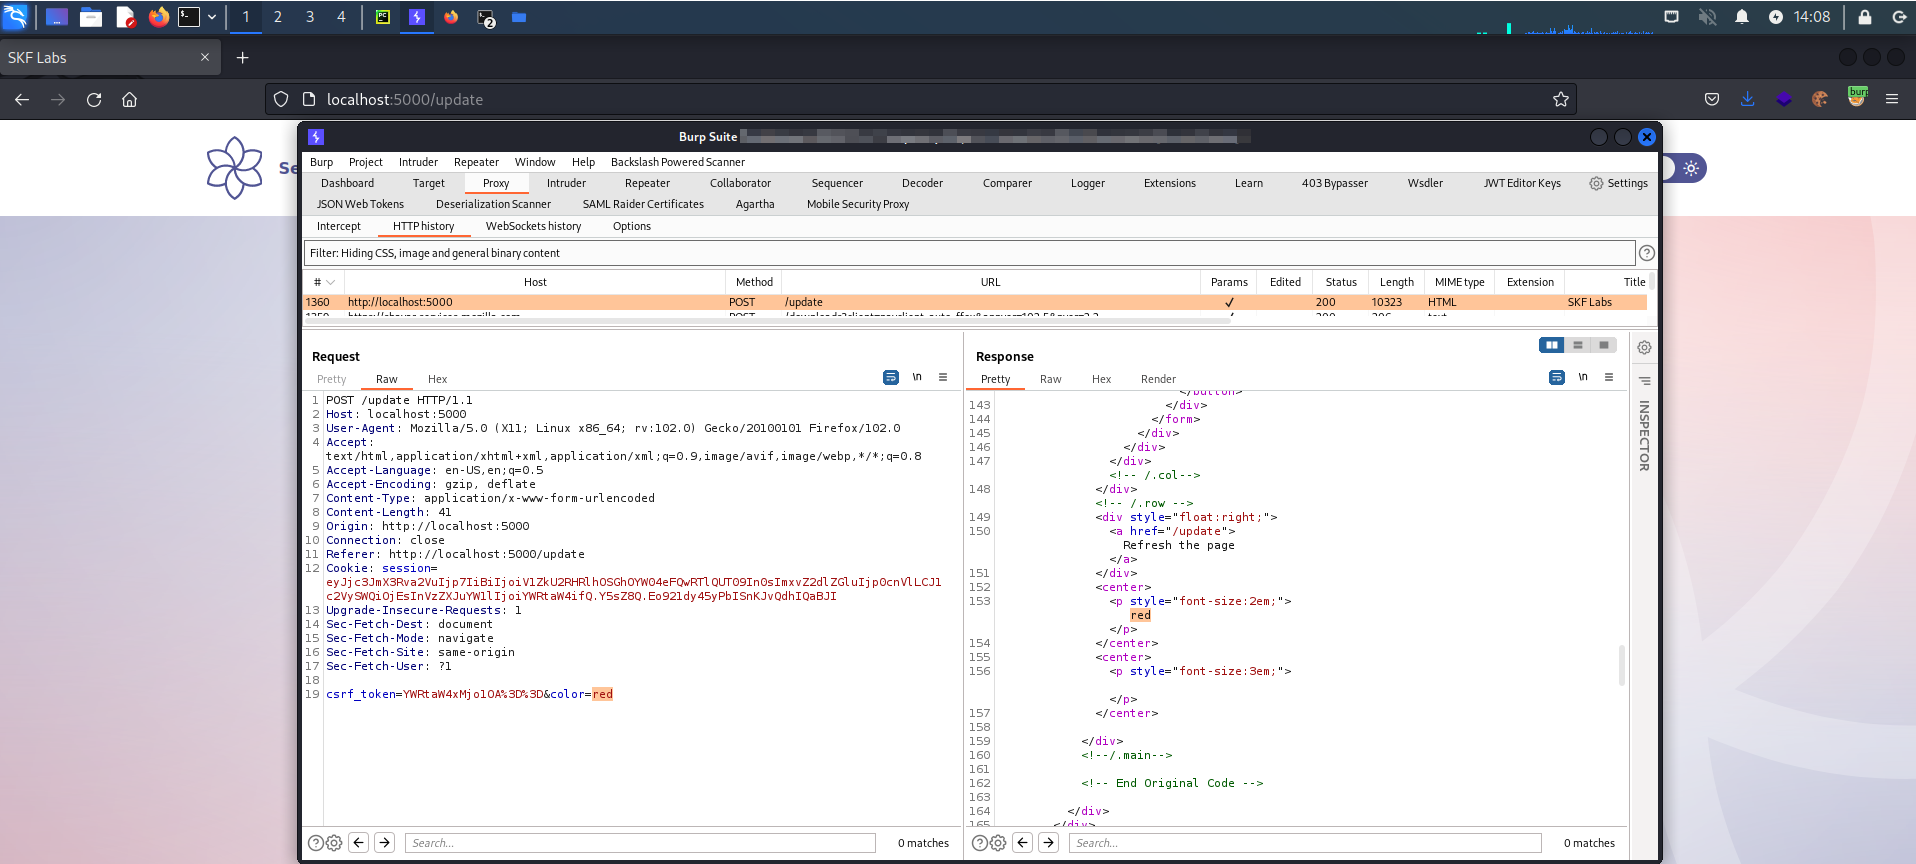 1 2 3 4 14:08
SKF Labs
localhost:5000/update
burp
Se
Burp Suite
Burp Project Intruder Repeater Window Help Backslash Powered Scanner
Dashboard Target Proxy Intruder Repeater Collaborator Sequencer Decoder Comparer Logger Extensions Learn 403 Bypasser Wsdler JWT Editor Keys Settings
JSON Web Tokens Deserialization Scanner SAML Raider Certificates Agartha Mobile Security Proxy
Intercept HTTP history WebSockets history Options
Filter: Hiding CSS, image and general binary content
# Host Method URL Params Edited Status Length MIME type Extension Title
1360 http://localhost:5000 POST /update ✓ 200 10323 HTML SKF Labs
Request
Pretty Raw Hex \n
1 POST /update HTTP/1.1
2 Host: localhost:5000
3 User-Agent: Mozilla/5.0 (X11; Linux x86_64; rv:102.0) Gecko/20100101 Firefox/102.0
4 Accept:
text/html,application/xhtml+xml,application/xml;q=0.9,image/avif,image/webp,*/*;q=0.8
5 Accept-Language: en-US,en;q=0.5
6 Accept-Encoding: gzip, deflate
7 Content-Type: application/x-www-form-urlencoded
8 Content-Length: 41
9 Origin: http://localhost:5000
10 Connection: close
11 Referer: http://localhost:5000/update
12 Cookie: session=
eyJjc3JmX3Rva2VuIjp7IiBiIjoiV1ZkU2RHRlhOSGhOYW04eFQwRTlQUT09In0sImxvZ2dlZGluIjp0cnVlLCJ1
c2VySWQiOjEsInVzZXJuYW1lIjoiYWRtaW4ifQ.Y5sZ8Q.Eo921dy45yPbISnKJvQdhIQaBJI
13 Upgrade-Insecure-Requests: 1
14 Sec-Fetch-Dest: document
15 Sec-Fetch-Mode: navigate
16 Sec-Fetch-Site: same-origin
17 Sec-Fetch-User: ?1
18
19 csrf_token=YWRtaW4xMjo1OA%3D%3D&color=red
Search... 0 matches
Response
Pretty Raw Hex Render \n
</button>
143 </div>
144 </form>
145 </div>
146 </div>
147 </div>
<!-- /.col-->
148 </div>
<!-- /.row -->
149 <div style="float:right;">
150 <a href="/update">
Refresh the page
</a>
151 </div>
152 <center>
153 <p style="font-size:2em;">
red
</p>
154 </center>
155 <center>
156 <p style="font-size:3em;">
</p>
157 </center>
158
159 </div>
160 <!--/.main-->
161
162 <!-- End Original Code -->
163
164 </div>
165 </div>
Search... 0 matches
INSPECTOR